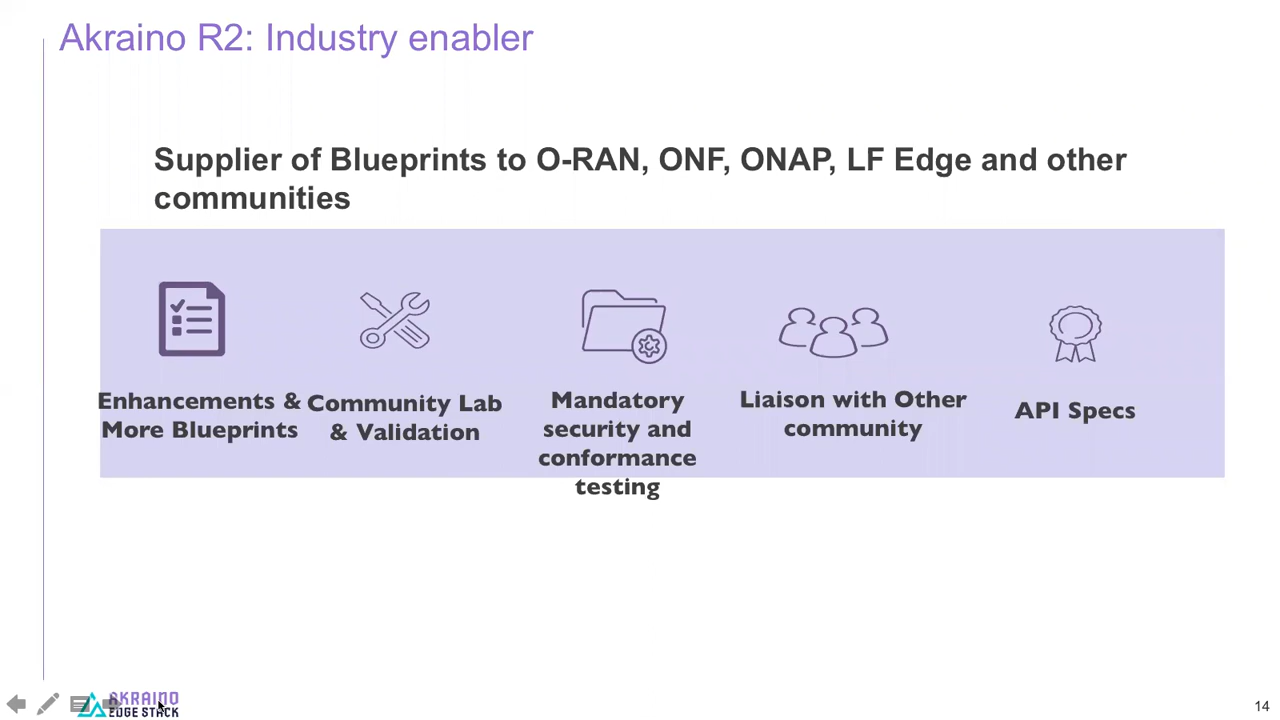 Akraino R2: Industry enabler
Supplier of Blueprints to O-RAN, ONF, ONAP, LF Edge and other
communities
Enhancements &
More Blueprints
Community Lab
& Validation
Mandatory
security and
conformance
testing
Liaison with Other
community
API Specs
AKRAINO
EDGE STACK
14